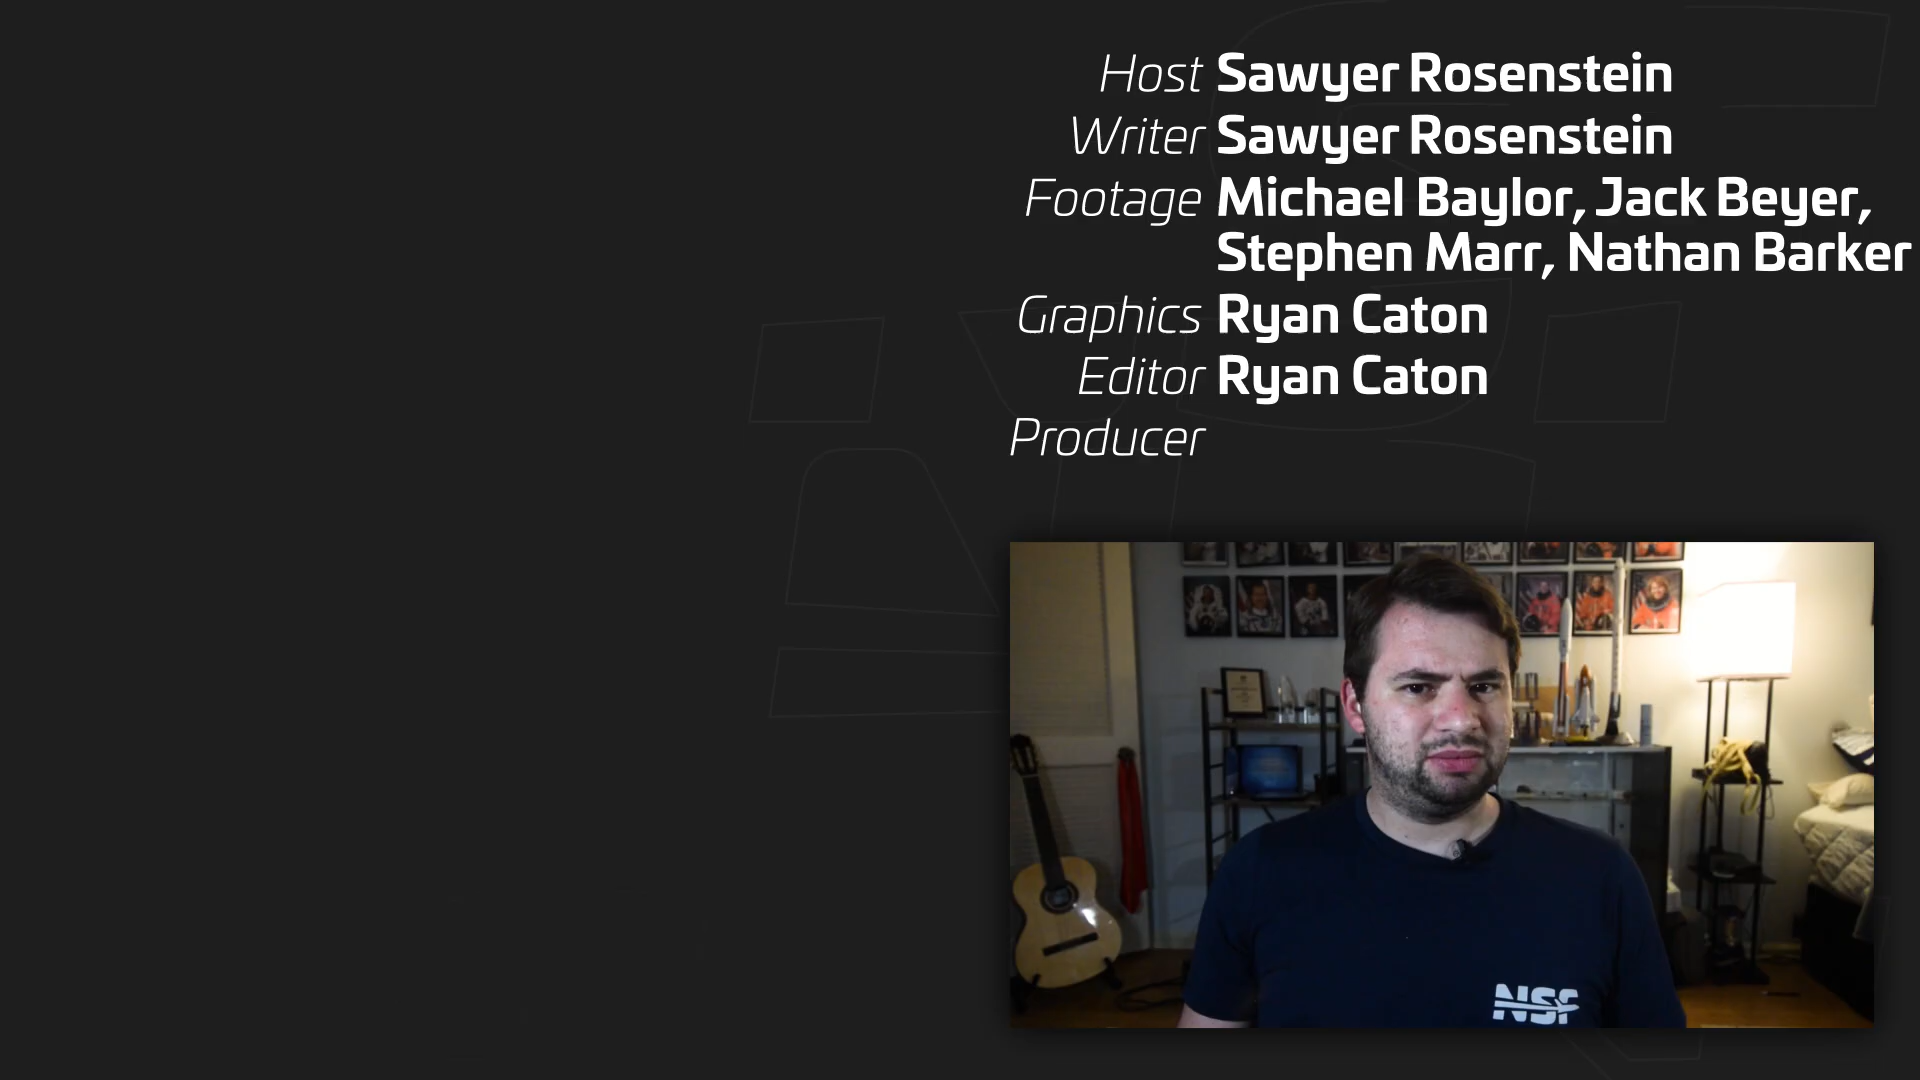 Host Sawyer Rosenstein
Writer Sawyer Rosenstein
Footage Michael Baylor, Jack Beyer,
Stephen Marr, Nathan Barker
Graphics Ryan Caton
Editor Ryan Caton
Producer
NSF